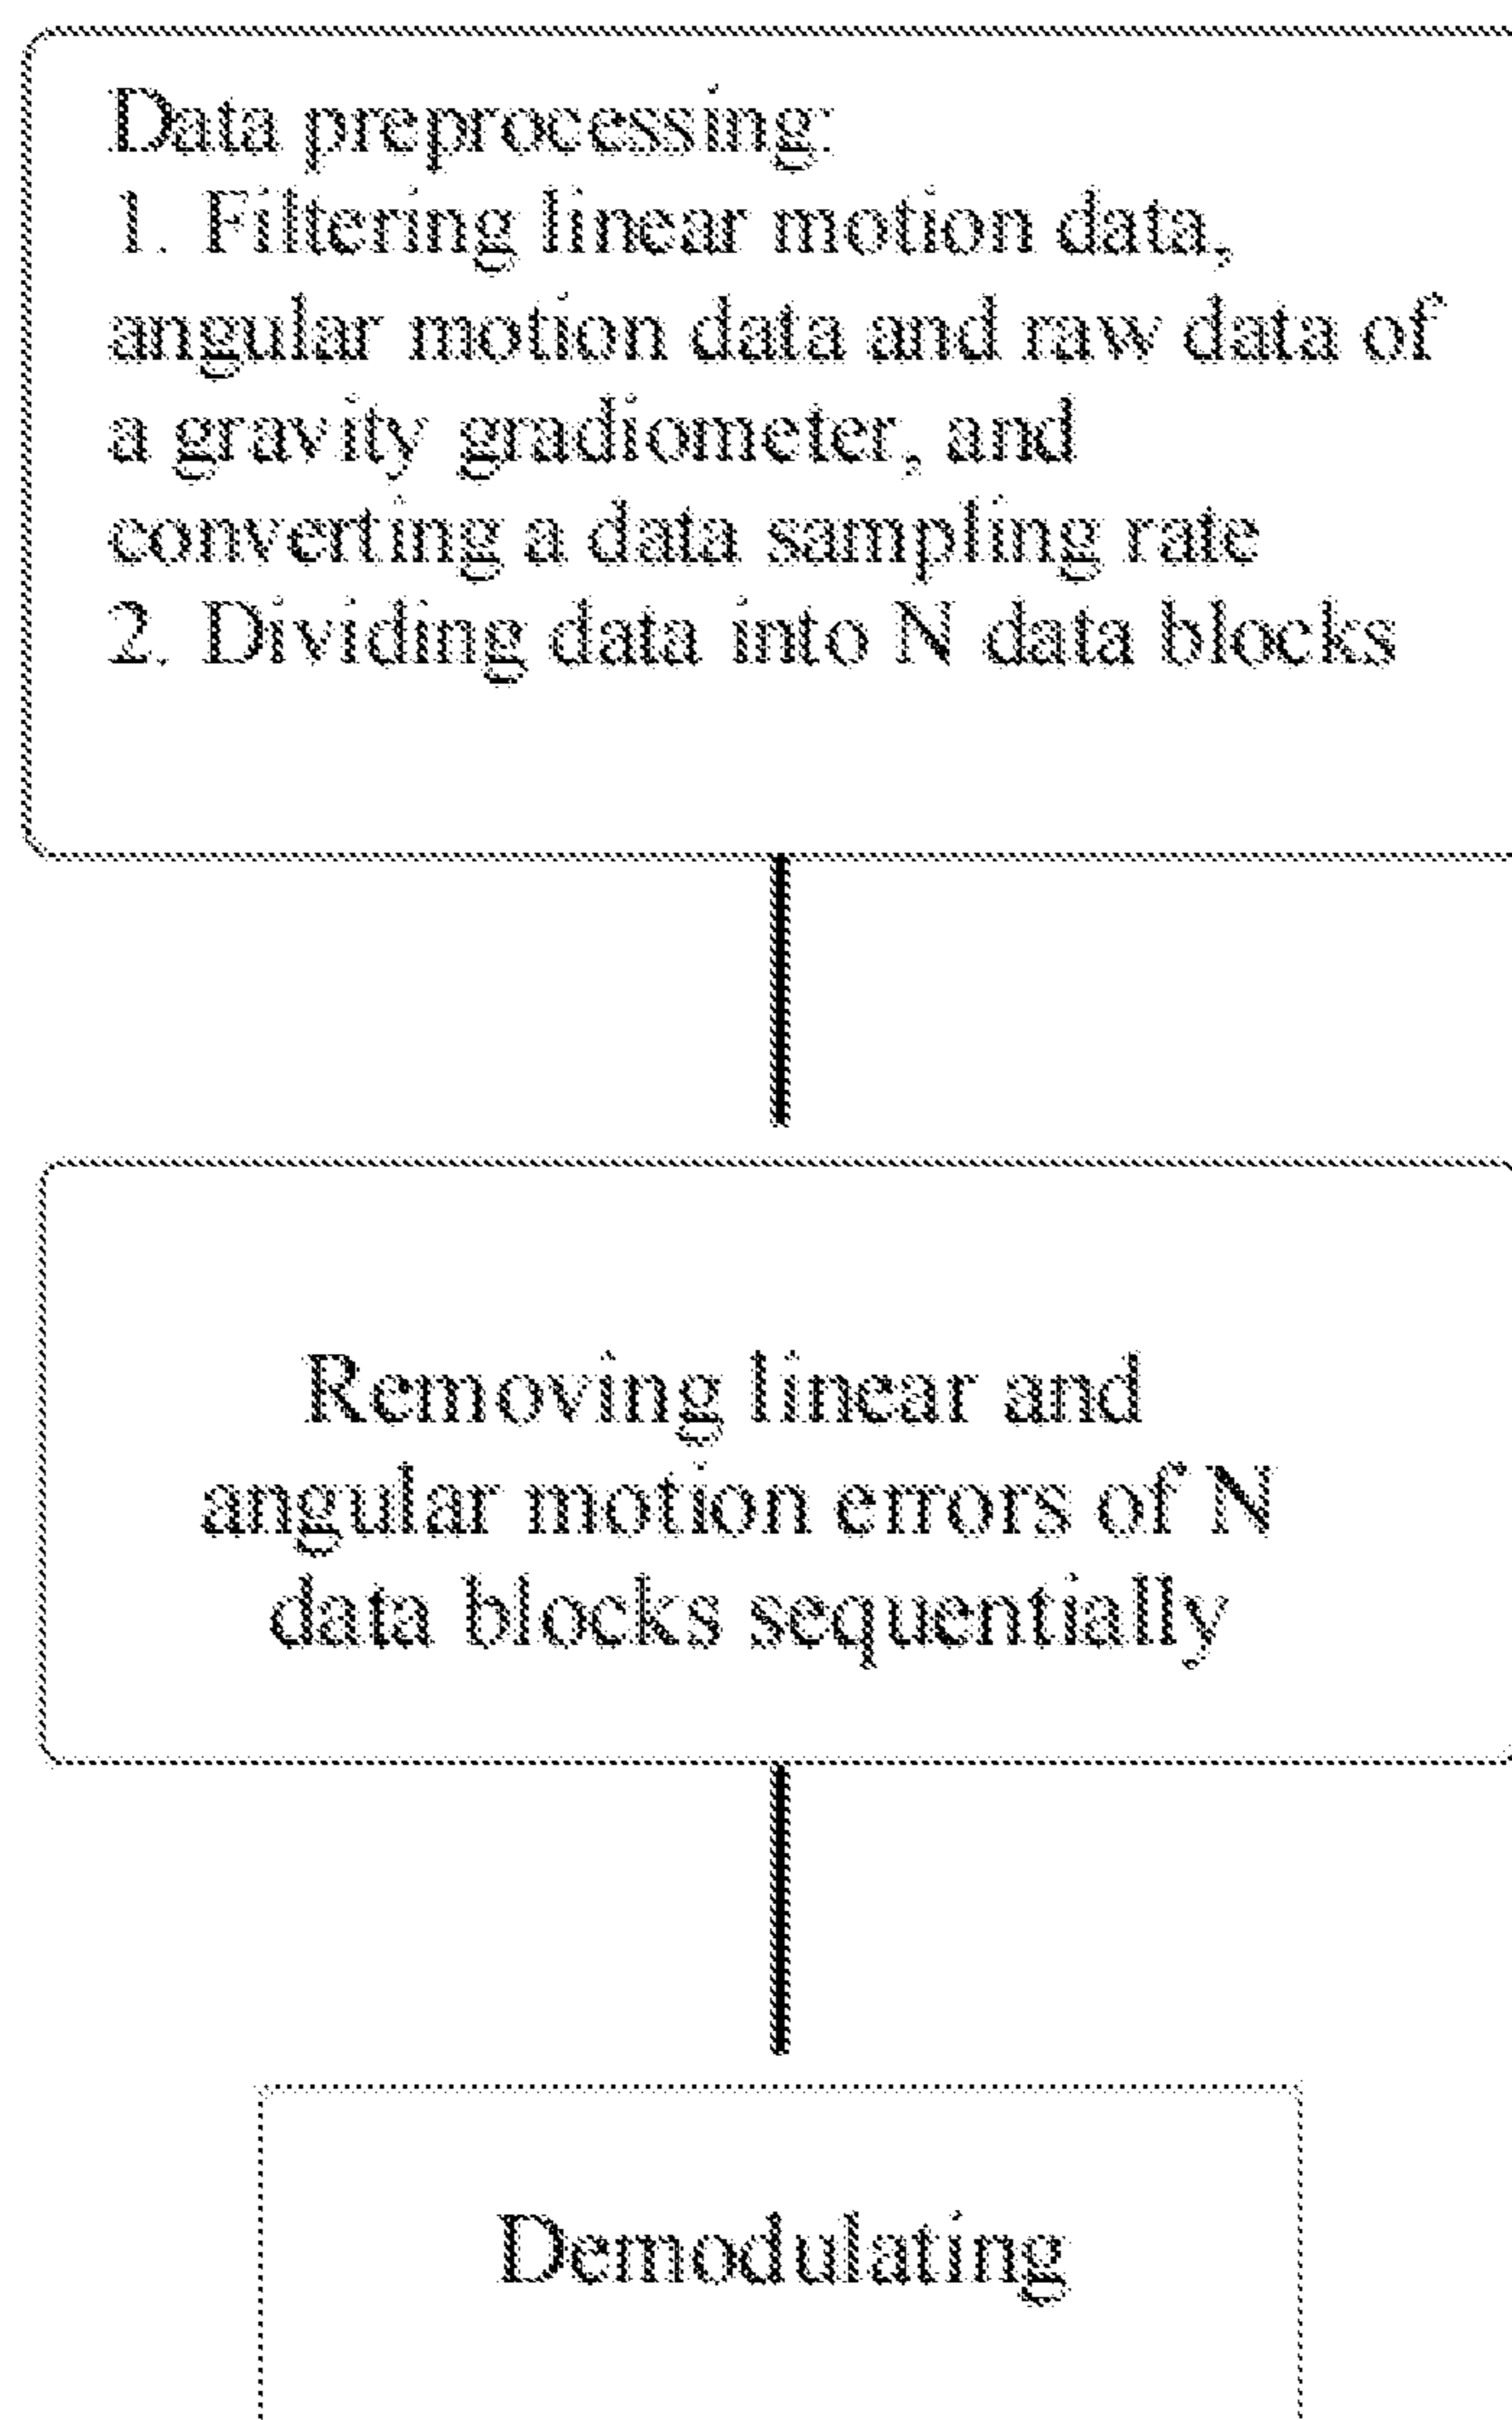 Data preprocessing:
1. Filtering linear motion data,
angular motion data and raw data of
a gravity gradiometer, and
converting a data sampling rate
2. Dividing data into N data blocks
Removing linear and
angular motion errors of N
data blocks sequentially
Demodulating